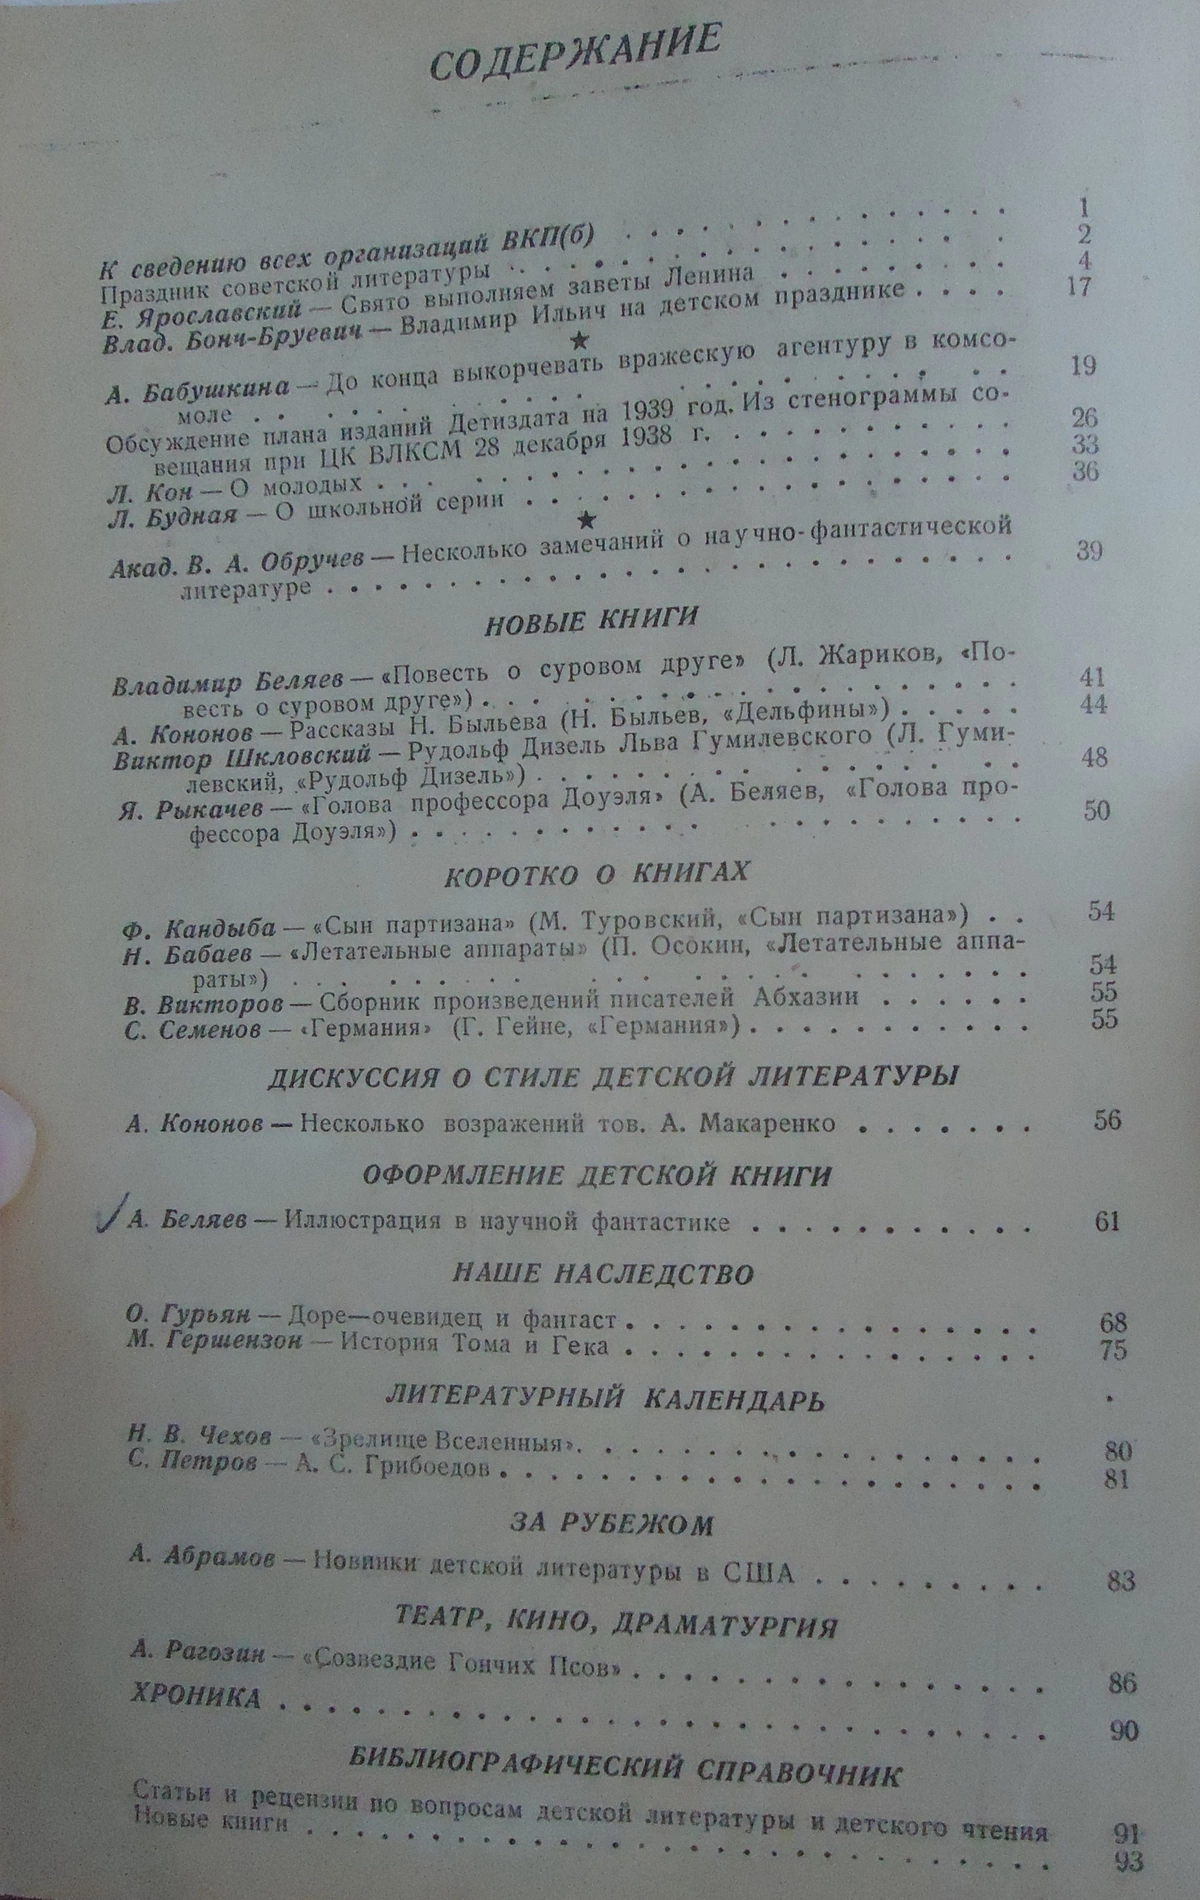 СОДЕРЖАНИЕ
К сведению всех организаций ВКП(б) . . . . . . . . . . . . . . . 1
Праздник советской литературы . . . . . . . . . . . . . . . . . . 2
Е. Ярославский — Свято выполняем заветы Ленина . . . . . . . . . 4
Влад. Бонч-Бруевич — Владимир Ильич на детском празднике . . . . 17
★
А. Бабушкина — До конца выкорчевать вражескую агентуру в комсо-
моле . . . . . . . . . . . . . . . . . . 19
Обсуждение плана изданий Детиздата на 1939 год. Из стенограммы со-
вещания при ЦК ВЛКСМ 28 декабря 1938 г. . . . . . . . . . . . 26
Л. Кон — О молодых . . . . . . . . . . . . . . . . . . 33
Л. Будная — О школьной серии . . . . . . . . . . . . . . . . . . 36
★
Акад. В. А. Обручев — Несколько замечаний о научно-фантастической
литературе . . . . . . . . . . . . . . . . . . . . . . . 39
НОВЫЕ КНИГИ
Владимир Беляев — «Повесть о суровом друге» (Л. Жариков, «По-
весть о суровом друге») . . . . . . . . . . . . . . . . . . 41
А. Кононов — Рассказы Н. Быльева (Н. Быльев, «Дельфины») . . . . . 44
Виктор Шкловский — Рудольф Дизель Льва Гумилевского (Л. Гуми-
левский, «Рудольф Дизель») . . . . . . . . . . . . . . . 48
Я. Рыкачев — «Голова профессора Доуэля» (А. Беляев, «Голова про-
фессора Доуэля») . . . . . . . . . . . . . . . . . . . . 50
КОРОТКО О КНИГАХ
Ф. Кандыба — «Сын партизана» (М. Туровский, «Сын партизана») . . 54
Н. Бабаев — «Летательные аппараты» (П. Осокин, «Летательные аппа-
раты») . . . . . . . . . . . . . . . . . . 54
В. Викторов — Сборник произведений писателей Абхазии . . . . . . 55
С. Семенов — «Германия» (Г. Гейне, «Германия») . . . . . . . . . . . 55
ДИСКУССИЯ О СТИЛЕ ДЕТСКОЙ ЛИТЕРАТУРЫ
А. Кононов — Несколько возражений тов. А. Макаренко . . . . . . . 56
ОФОРМЛЕНИЕ ДЕТСКОЙ КНИГИ
А. Беляев — Иллюстрация в научной фантастике . . . . . . . . . . . 61
НАШЕ НАСЛЕДСТВО
О. Гурьян — Доре—очевидец и фантаст . . . . . . . . . . . . . . . . 68
М. Гершензон — История Тома и Гека . . . . . . . . . . . . . . . . 75
ЛИТЕРАТУРНЫЙ КАЛЕНДАРЬ
Н. В. Чехов — «Зрелище Вселенныя». . . . . . . . . . . . . . . . . . 80
С. Петров — А. С. Грибоедов . . . . . . . . . . . . . . . . . . . . . 81
ЗА РУБЕЖОМ
А. Абрамов — Новинки детской литературы в США . . . . . . . . . 83
ТЕАТР, КИНО, ДРАМАТУРГИЯ
А. Рагозин — «Созвездие Гончих Псов» . . . . . . . . . . . . . . . 86
ХРОНИКА . . . . . . . . . . . . . . . . . . . . . . . . . . . 90
БИБЛИОГРАФИЧЕСКИЙ СПРАВОЧНИК
Статьи и рецензии по вопросам детской литературы и детского чтения 91
Новые книги . . . . . . . . . . . . . . . . . . . . . . . . . . 93